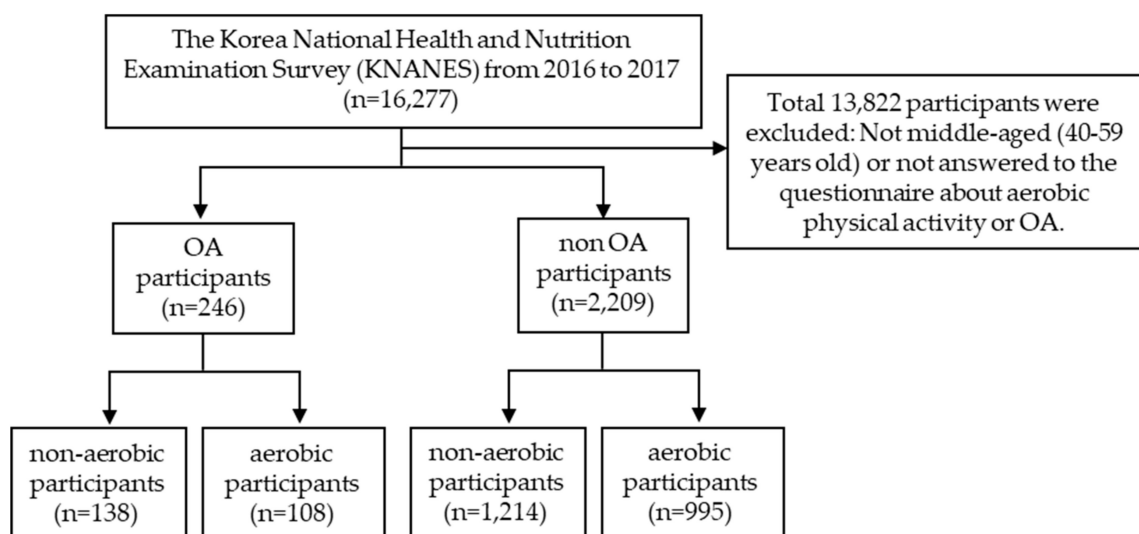 The Korea National Health and Nutrition
Examination Survey (KNANES) from 2016 to 2017
(n=16,277)
Total 13,822 participants were
excluded: Not middle-aged (40-59
years old) or not answered to the
questionnaire about aerobic
physical activity or OA.
OA
participants
(n=246)
non OA
participants
(n=2,209)
non-aerobic
participants
(n=138)
aerobic
participants
(n=108)
non-aerobic
participants
(n=1,214)
aerobic
participants
(n=995)